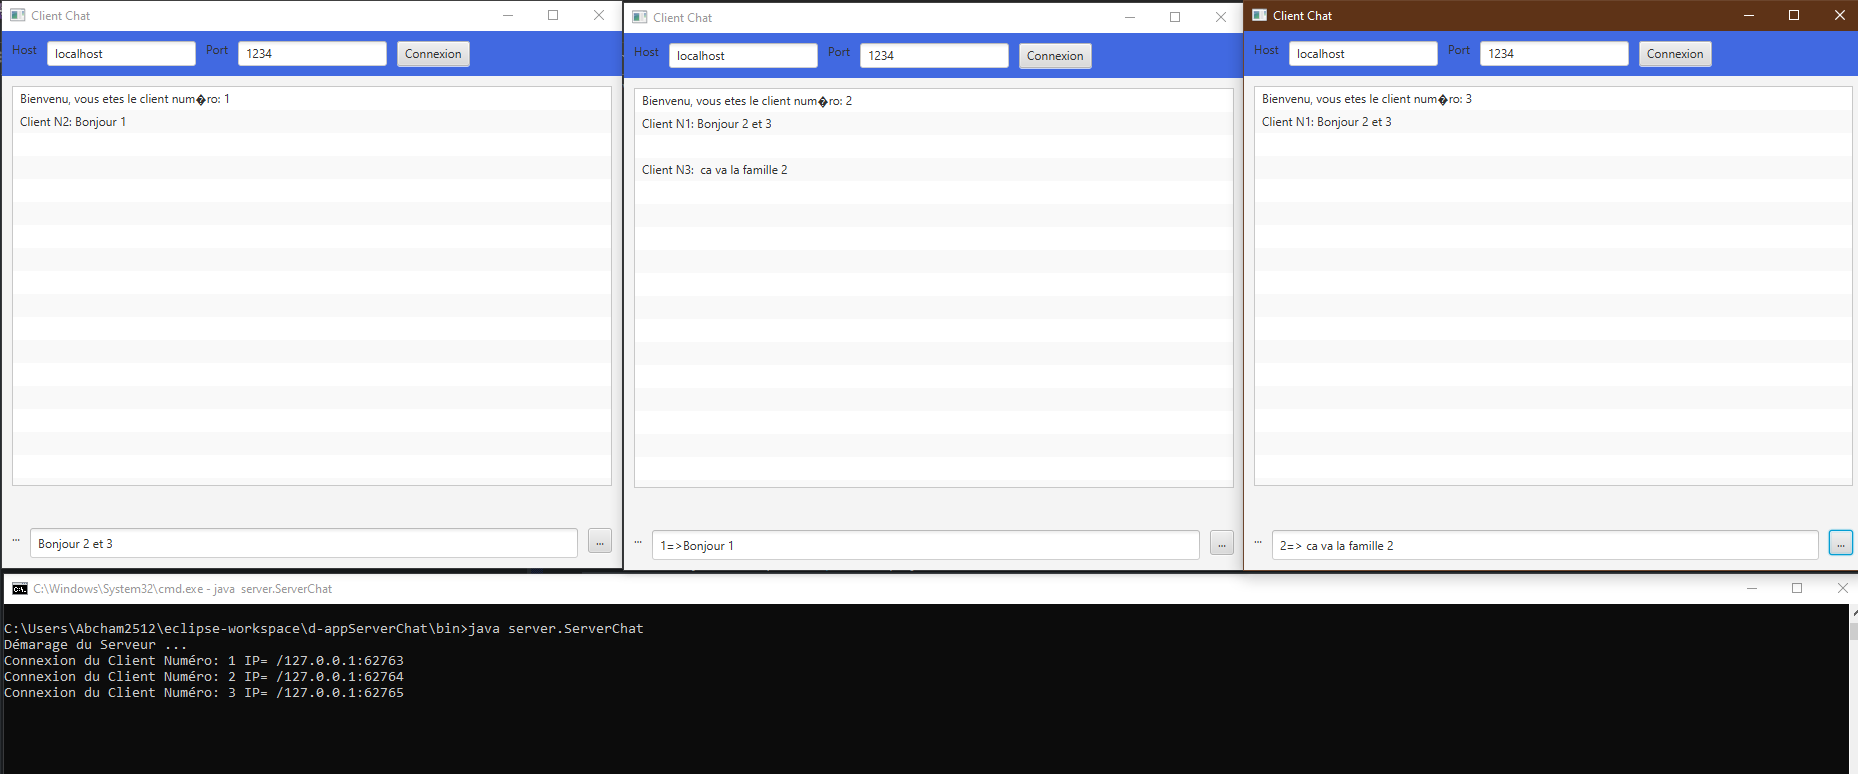 Client Chat
Host localhost Port 1234 Connexion
Bienvenu, vous etes le client num�ro: 1
Client N2: Bonjour 1
... Bonjour 2 et 3 ...
Client Chat
Host localhost Port 1234 Connexion
Bienvenu, vous etes le client num�ro: 2
Client N1: Bonjour 2 et 3
Client N3:  ca va la famille 2
... 1=>Bonjour 1 ...
Client Chat
Host localhost Port 1234 Connexion
Bienvenu, vous etes le client num�ro: 3
Client N1: Bonjour 2 et 3
... 2=> ca va la famille 2 ...
C:\Windows\System32\cmd.exe - java  server.ServerChat
C:\Users\Abcham2512\eclipse-workspace\d-appServerChat\bin>java server.ServerChat
Démarage du Serveur ...
Connexion du Client Numéro: 1 IP= /127.0.0.1:62763
Connexion du Client Numéro: 2 IP= /127.0.0.1:62764
Connexion du Client Numéro: 3 IP= /127.0.0.1:62765